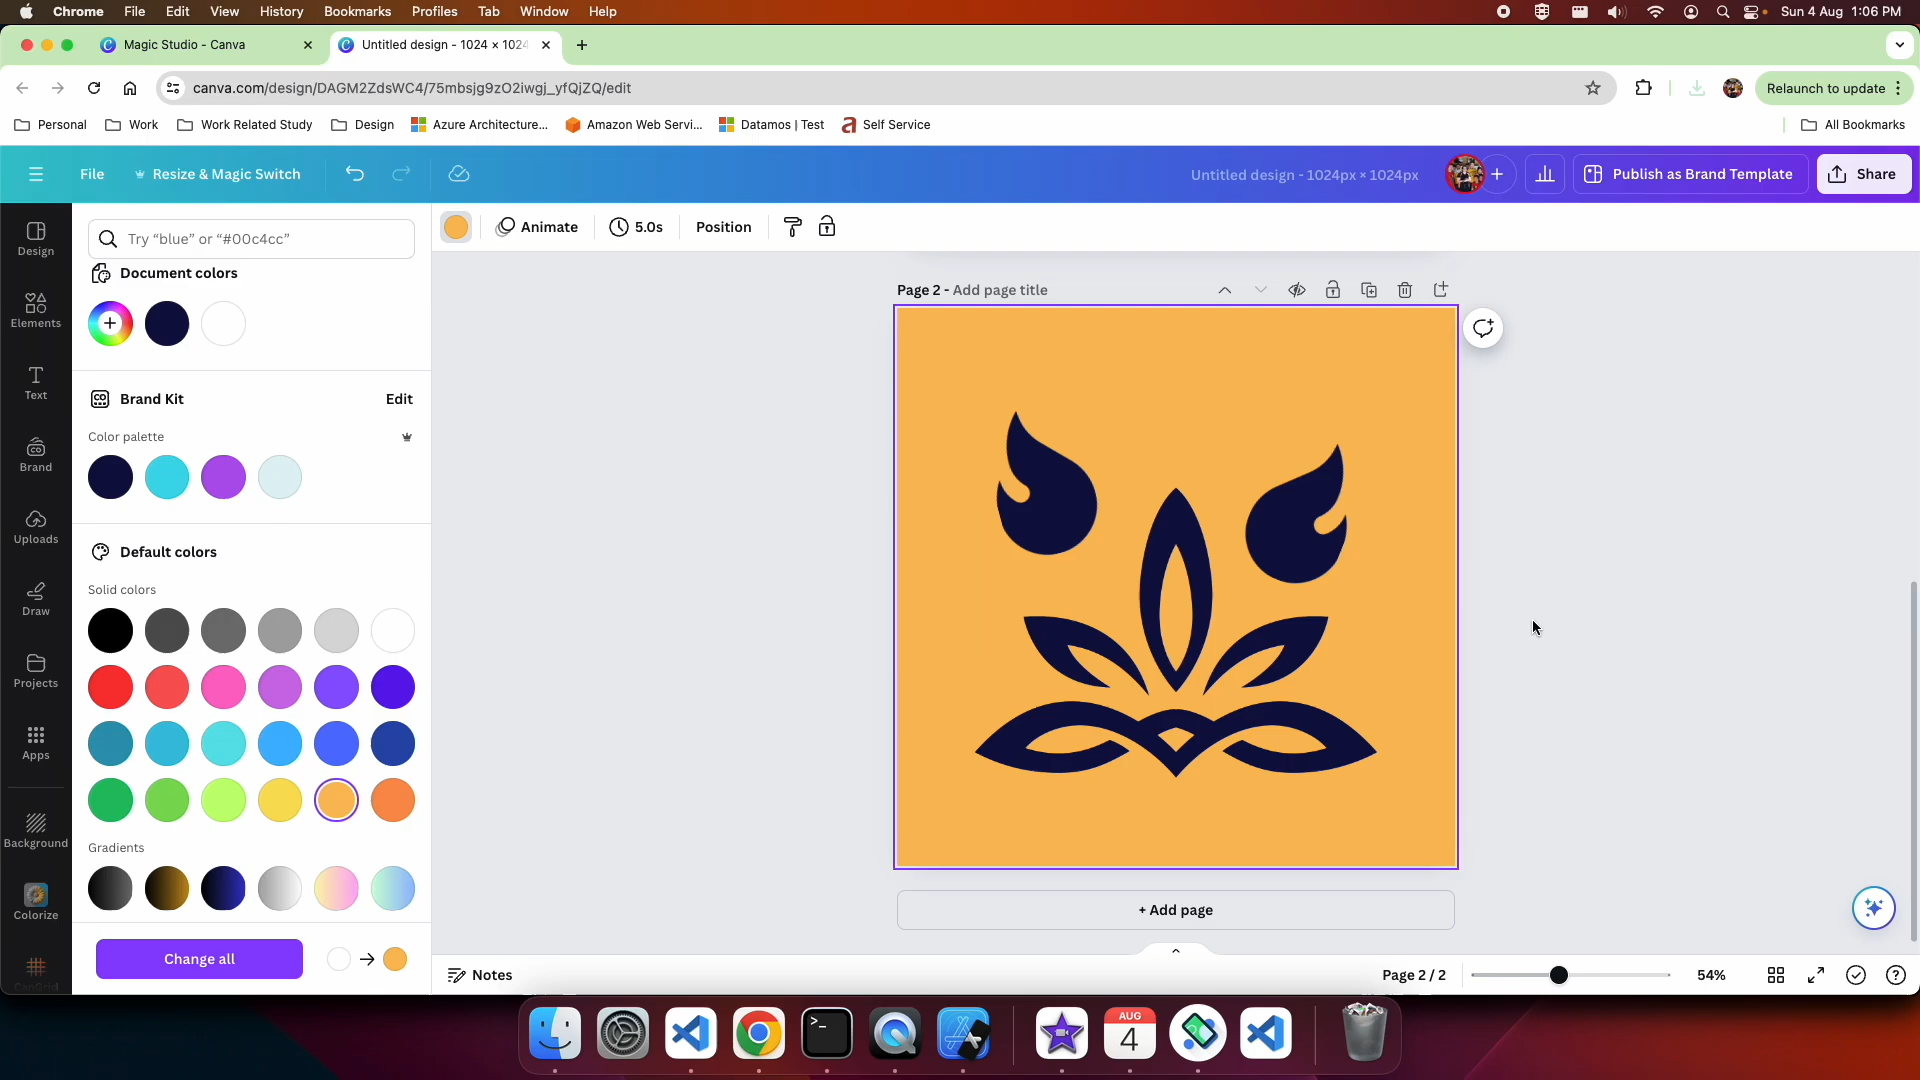 Chrome File Edit View History Bookmarks Profiles Tab Window Help Sun 4 Aug 1:06 PM
Magic Studio - Canva Untitled design - 1024 × 1024
canva.com/design/DAGM2ZdsWC4/75mbsjg9zO2iwgj_yfQjZQ/edit Relaunch to update
Personal Work Work Related Study Design Azure Architecture... Amazon Web Servi... Datamos | Test Self Service All Bookmarks
File Resize & Magic Switch Untitled design - 1024px × 1024px Publish as Brand Template Share
Design
Elements
Text
Brand
Uploads
Draw
Projects
Apps
Background
Colorize
CanGrid
Try “blue” or “#00c4cc”
Document colors
Brand Kit Edit
Color palette
Default colors
Solid colors
Gradients
Change all
Animate 5.0s Position
Page 2 - Add page title
+ Add page
Notes Page 2 / 2 54%
AUG
4